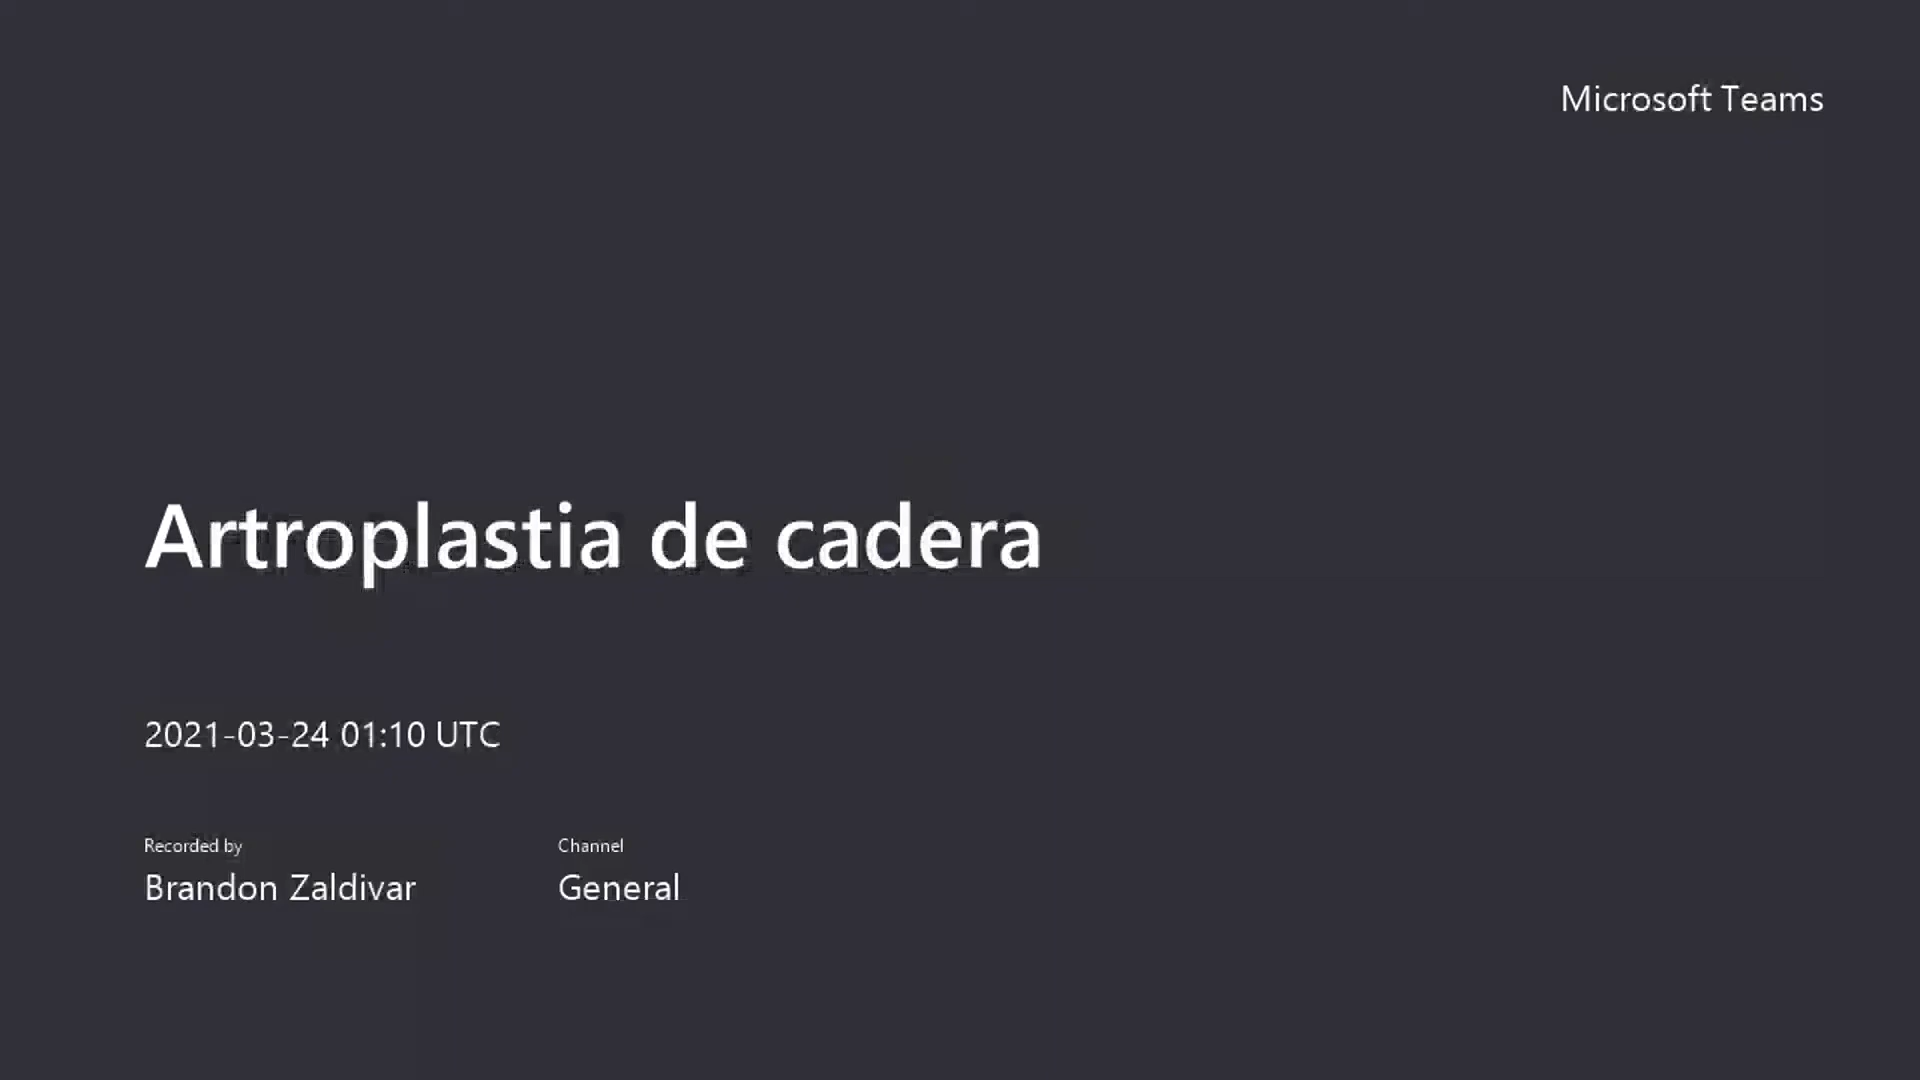 Microsoft Teams
Artroplastia de cadera
2021-03-24 01:10 UTC
Recorded by
Brandon Zaldivar
Channel
General